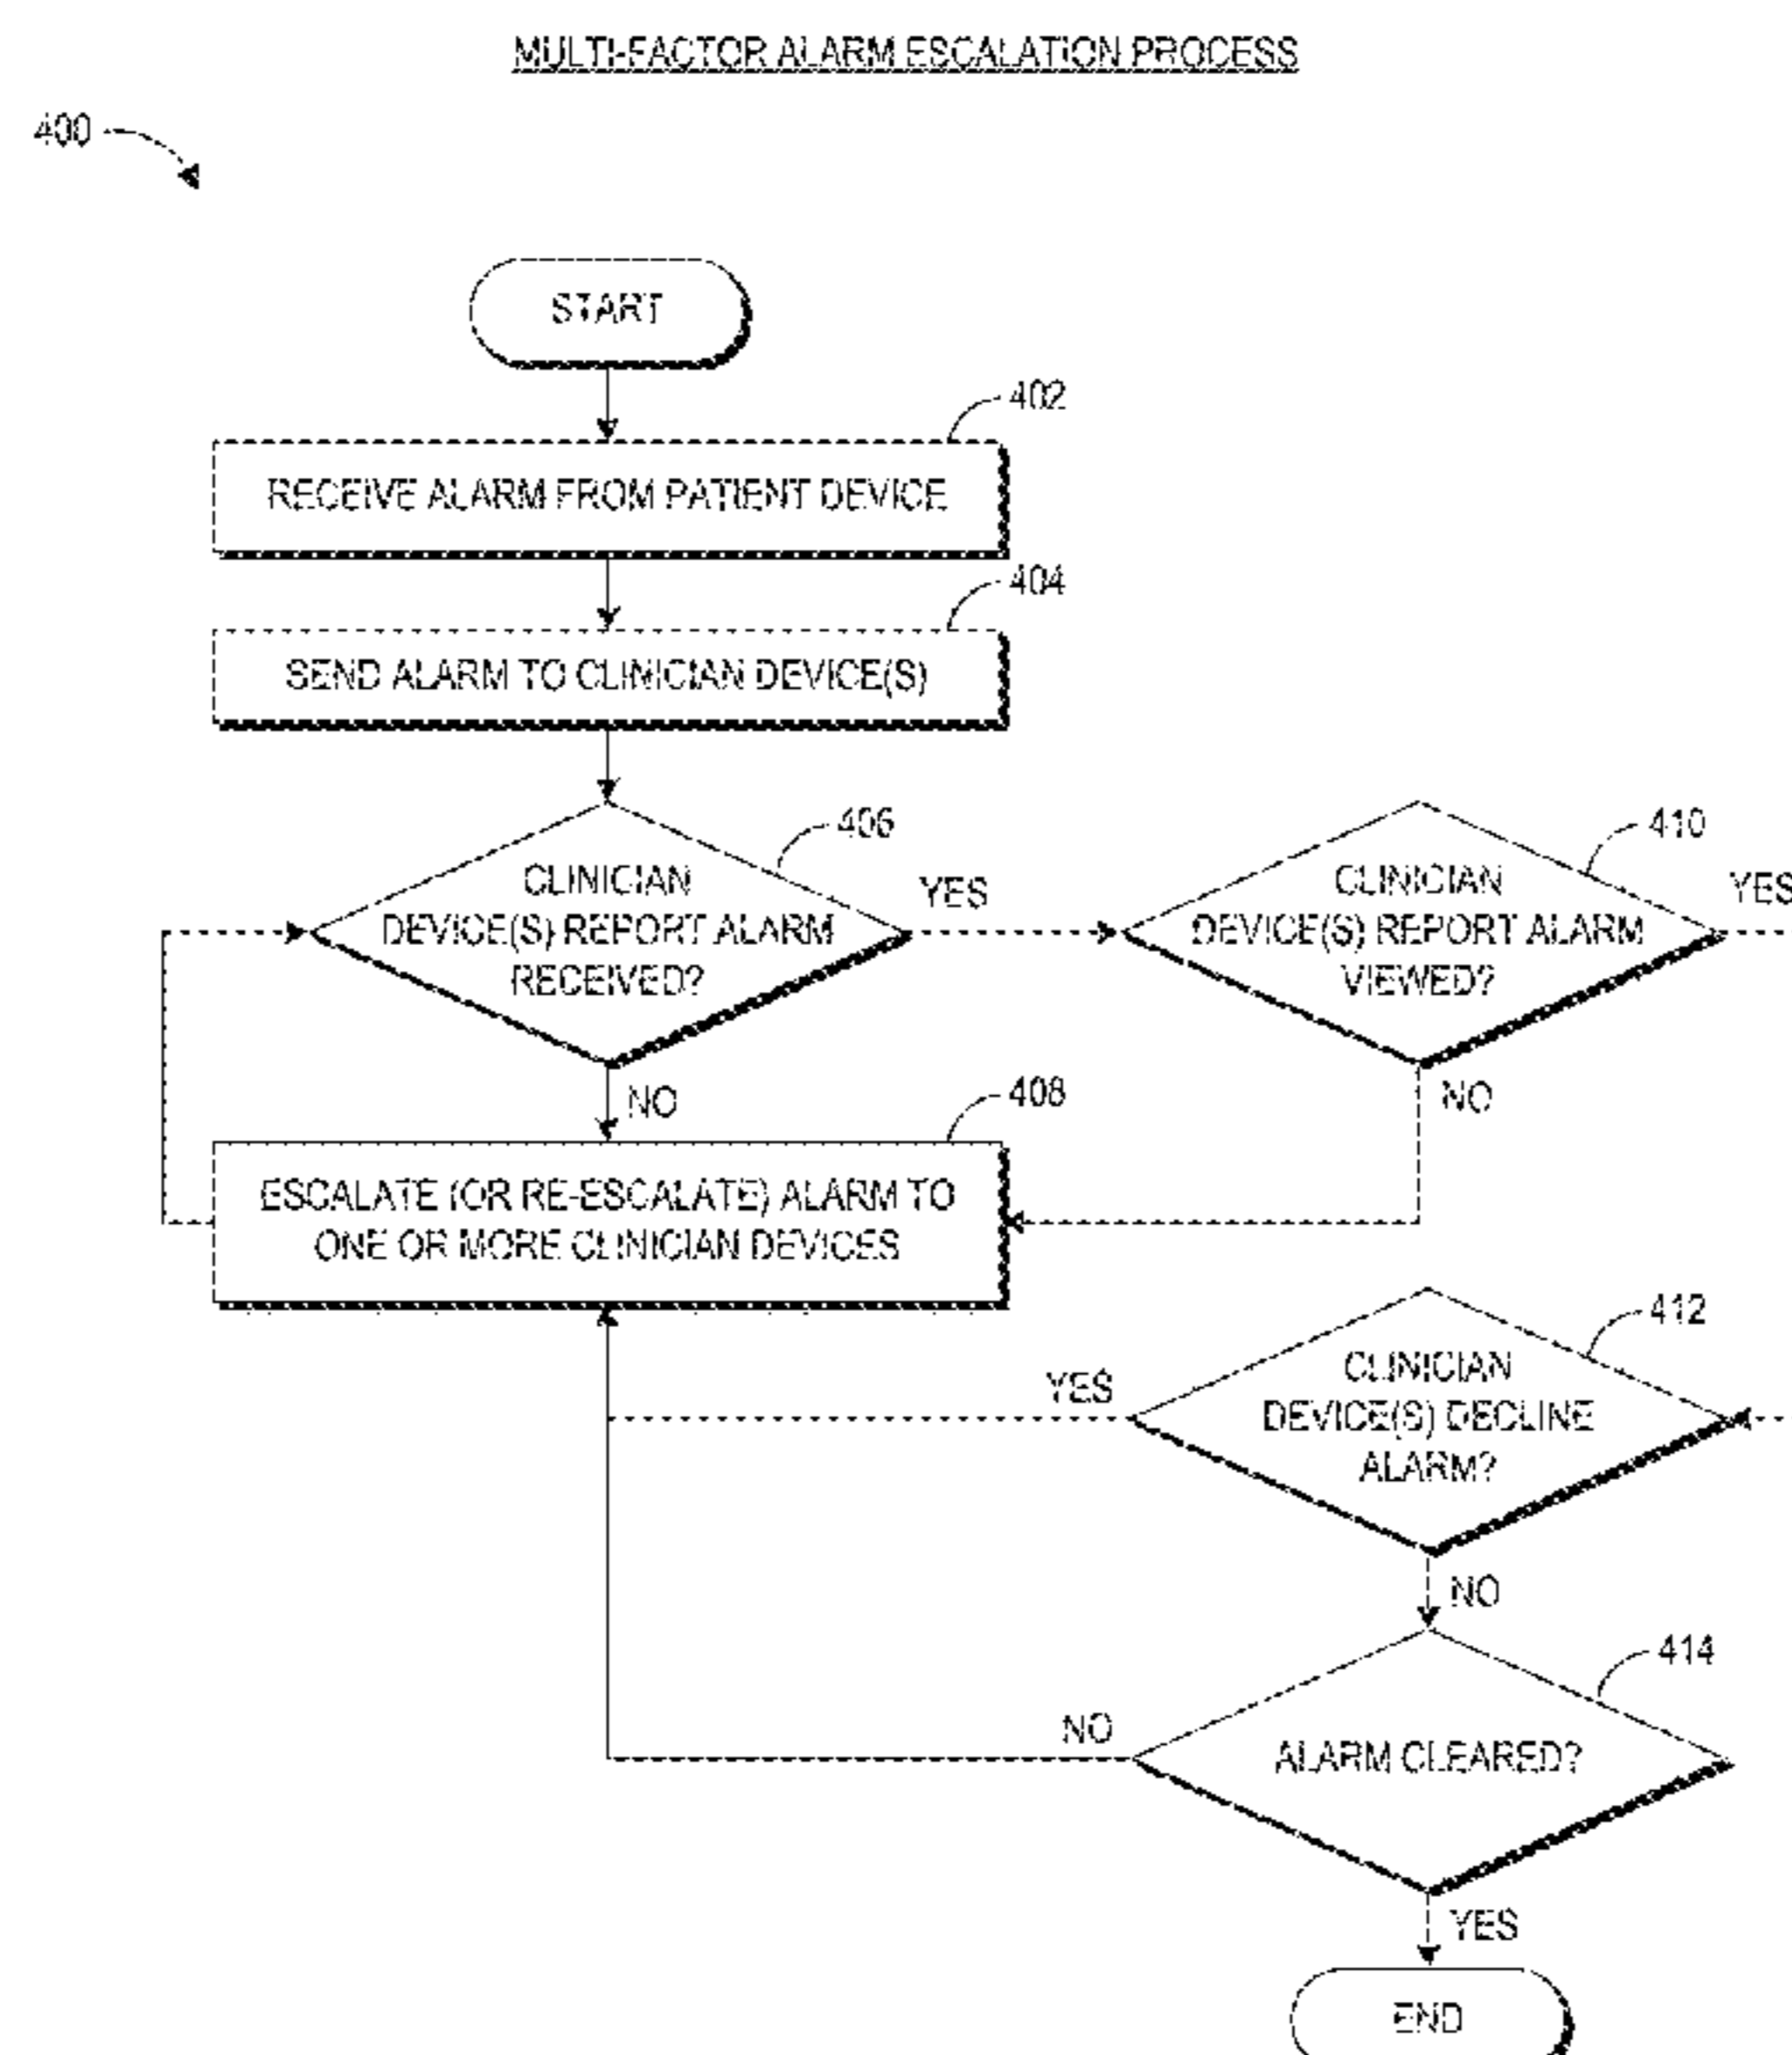 MULTI-FACTOR ALARM ESCALATION PROCESS
400
START
402
RECEIVE ALARM FROM PATIENT DEVICE
404
SEND ALARM TO CLINICIAN DEVICE(S)
406
CLINICIAN
DEVICE(S) REPORT ALARM
RECEIVED?
YES
410
CLINICIAN
DEVICE(S) REPORT ALARM
VIEWED?
YES
NO
NO
408
ESCALATE (OR RE-ESCALATE) ALARM TO
ONE OR MORE CLINICIAN DEVICES
412
CLINICIAN
DEVICE(S) DECLINE
ALARM?
YES
NO
414
ALARM CLEARED?
NO
YES
END